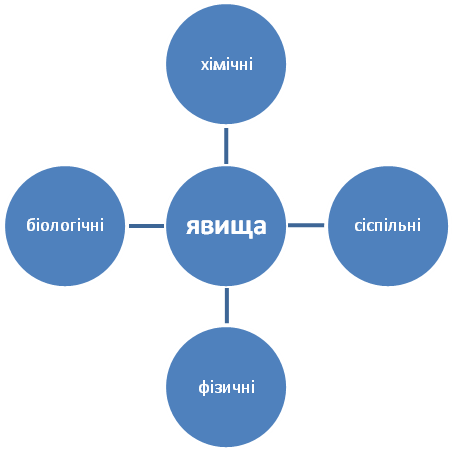 хімічні
біологічні
явища
сіспільні
фізичні